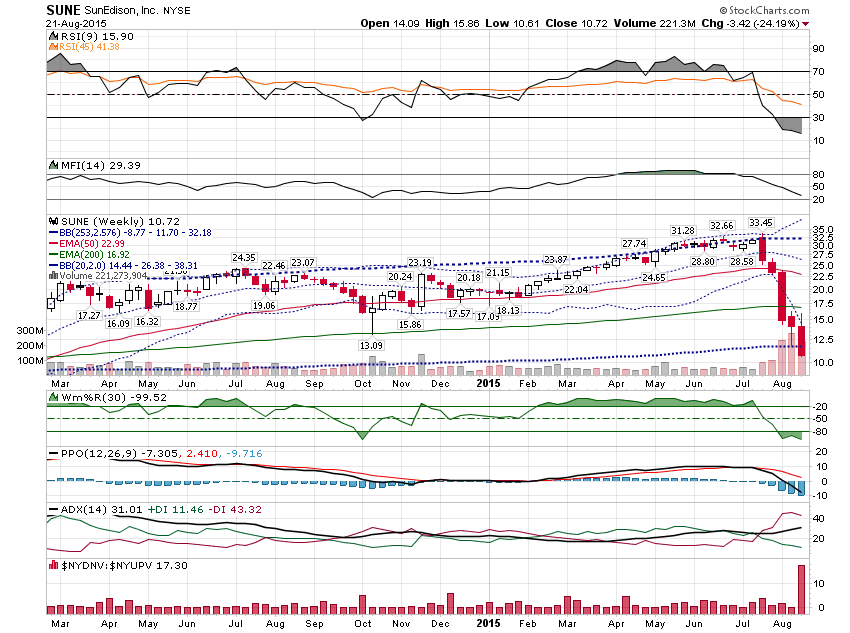 SUNE SunEdison, Inc. NYSE © StockCharts.com
21-Aug-2015 Open 14.09 High 15.86 Low 10.61 Close 10.72 Volume 221.3M Chg -3.42 (-24.19%)
RSI(9) 15.90
RSI(45) 41.38
90
70
50
30
10
MFI(14) 29.39
80
50
20
SUNE (Weekly) 10.72
BB(253,2.576) -8.77 - 11.70 - 32.18
EMA(50) 22.99
EMA(200) 16.92
BB(20,2.0) 14.44 - 26.38 - 38.31
Volume 221,273,904
35.0
32.5
30.0
27.5
25.0
22.5
20.0
17.5
15.0
12.5
10.0
300M
200M
100M
17.27 16.09 16.32 18.77 24.35 19.06 22.46 23.07 13.09 20.24 15.86 23.19 17.57 20.18 17.09 21.15 18.13 23.87 22.04 27.74 24.65 31.28 28.80 32.66 28.58 33.45
Mar Apr May Jun Jul Aug Sep Oct Nov Dec 2015 Feb Mar Apr May Jun Jul Aug
Wm%R(30) -99.52
-20
-50
-80
PPO(12,26,9) -7.305, 2.410, -9.716
20
10
0
-10
ADX(14) 31.01 +DI 11.46 -DI 43.32
40
20
$NYDNV:$NYUPV 17.30
10
0
Mar Apr May Jun Jul Aug Sep Oct Nov Dec 2015 Feb Mar Apr May Jun Jul Aug